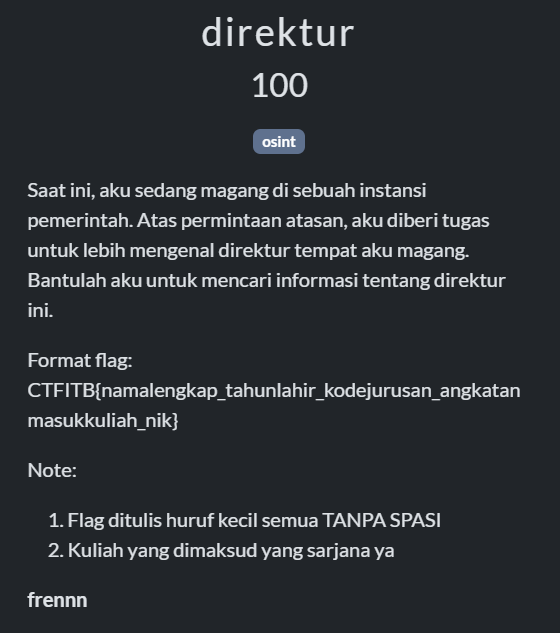 direktur
100
osint
Saat ini, aku sedang magang di sebuah instansi
pemerintah. Atas permintaan atasan, aku diberi tugas
untuk lebih mengenal direktur tempat aku magang.
Bantulah aku untuk mencari informasi tentang direktur
ini.
Format flag:
CTFITB{namalengkap_tahunlahir_kodejurusan_angkatan
masukkuliah_nik}
Note:
1. Flag ditulis huruf kecil semua TANPA SPASI
2. Kuliah yang dimaksud yang sarjana ya
frennn